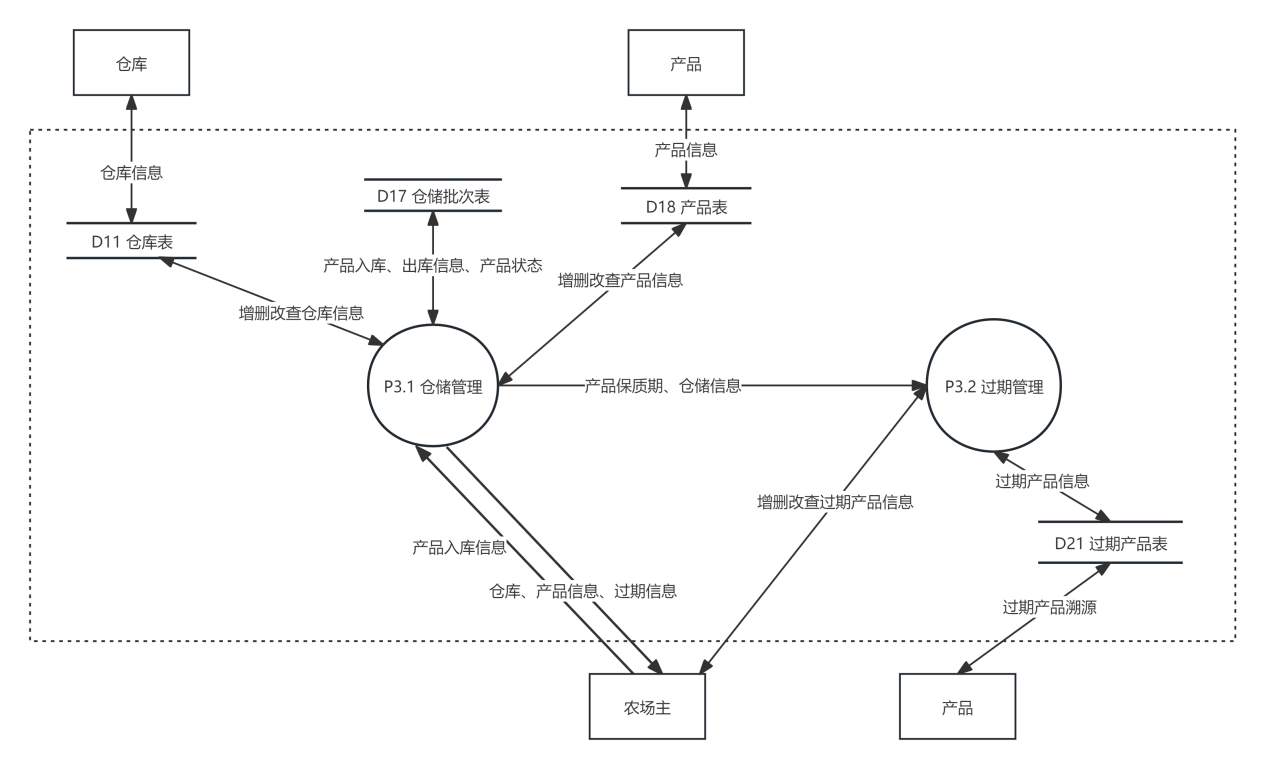 仓库
产品
产品信息
仓库信息
D17 仓储批次表
D18 产品表
D11 仓库表
产品入库、出库信息、产品状态
增删改查产品信息
增删改查仓库信息
P3.1 仓储管理
产品保质期、仓储信息
P3.2 过期管理
过期产品信息
增删改查过期产品信息
D21 过期产品表
产品入库信息
仓库、产品信息、过期信息
过期产品溯源
农场主
产品